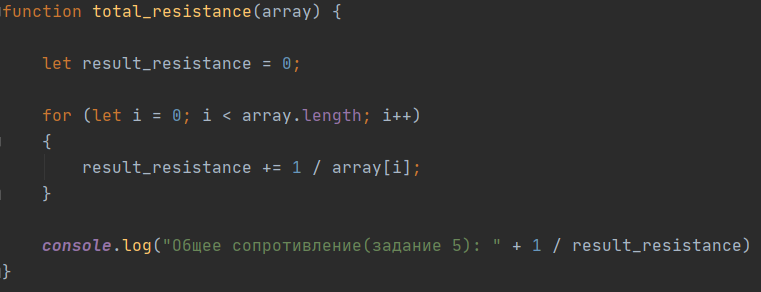 function total_resistance(array) {
let result_resistance = 0;
for (let i = 0; i < array.length; i++)
{
result_resistance += 1 / array[i];
}
console.log("Общее сопротивление(задание 5): " + 1 / result_resistance)
}